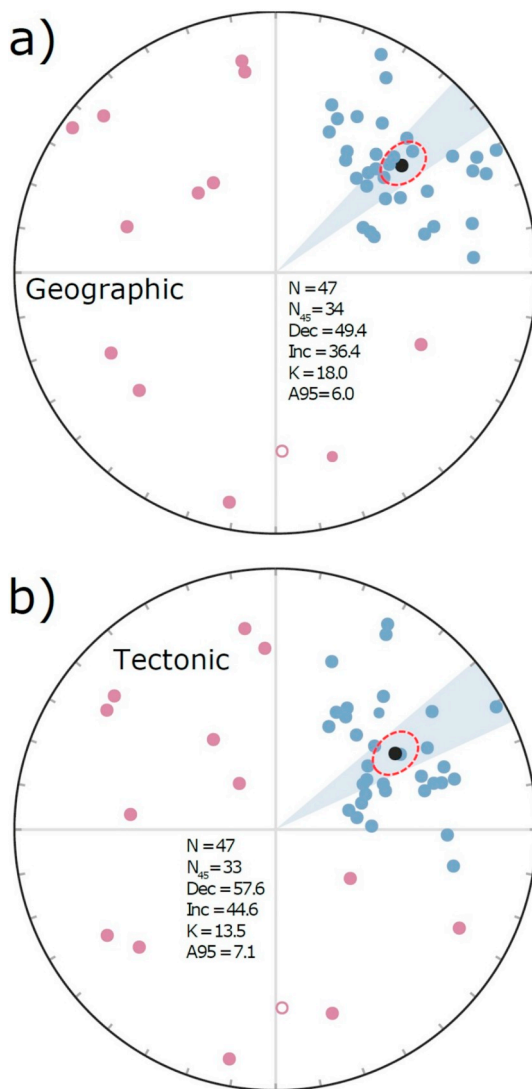 a)
Geographic
N = 47
N45 = 34
Dec = 49.4
Inc = 36.4
K = 18.0
A95= 6.0
b)
Tectonic
N = 47
N45 = 33
Dec = 57.6
Inc = 44.6
K = 13.5
A95 = 7.1